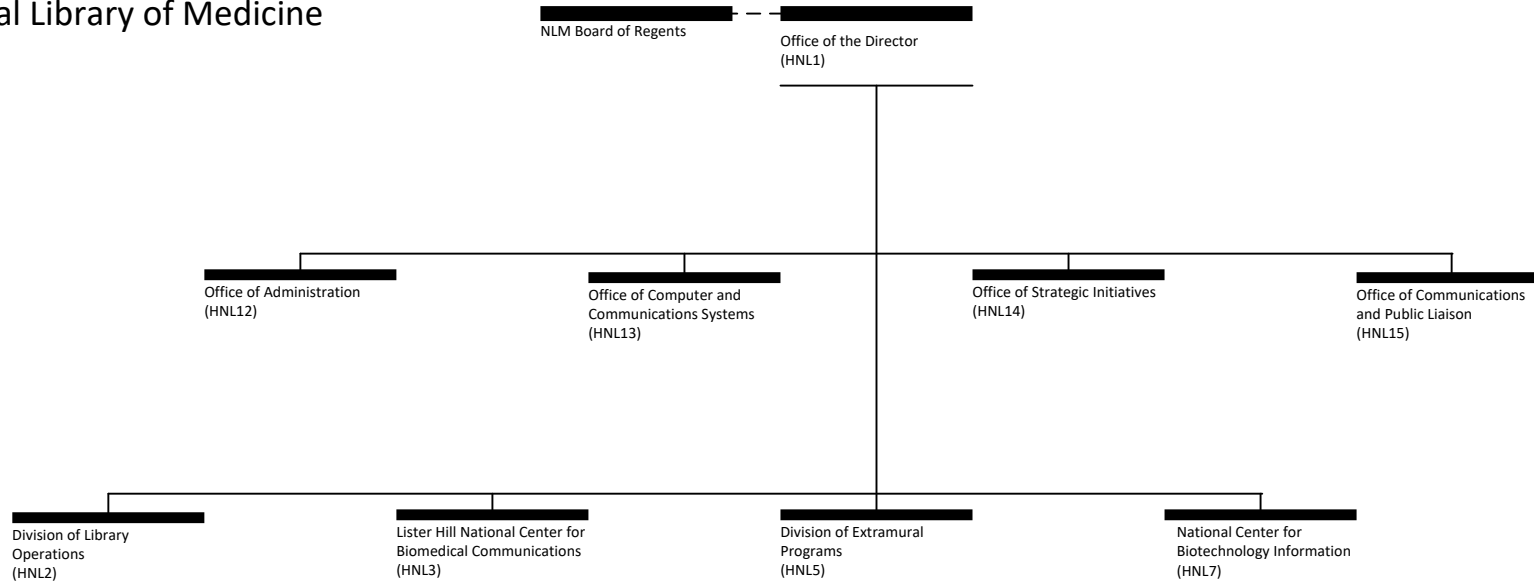 al Library of Medicine
NLM Board of Regents
Office of the Director
(HNL1)
Office of Administration
(HNL12)
Office of Computer and
Communications Systems
(HNL13)
Office of Strategic Initiatives
(HNL14)
Office of Communications
and Public Liaison
(HNL15)
Division of Library
Operations
(HNL2)
Lister Hill National Center for
Biomedical Communications
(HNL3)
Division of Extramural
Programs
(HNL5)
National Center for
Biotechnology Information
(HNL7)